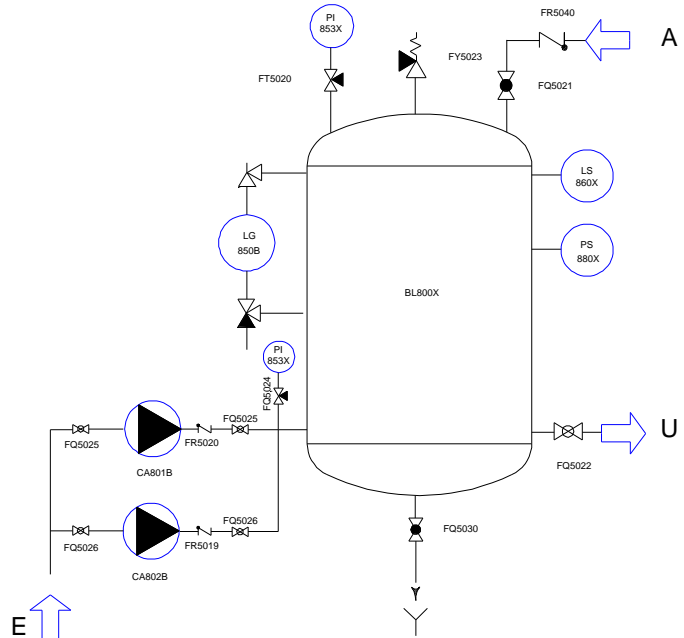 PI
853X
FR5040
A
FY5023
FT5020
FQ5021
LS
860X
LG
850B
PS
880X
BL800X
PI
853X
FQ5024
FQ5025
FQ5025
FR5020
U
CA801B
FQ5022
FQ5026
FQ5030
FQ5026
FR5019
CA802B
E